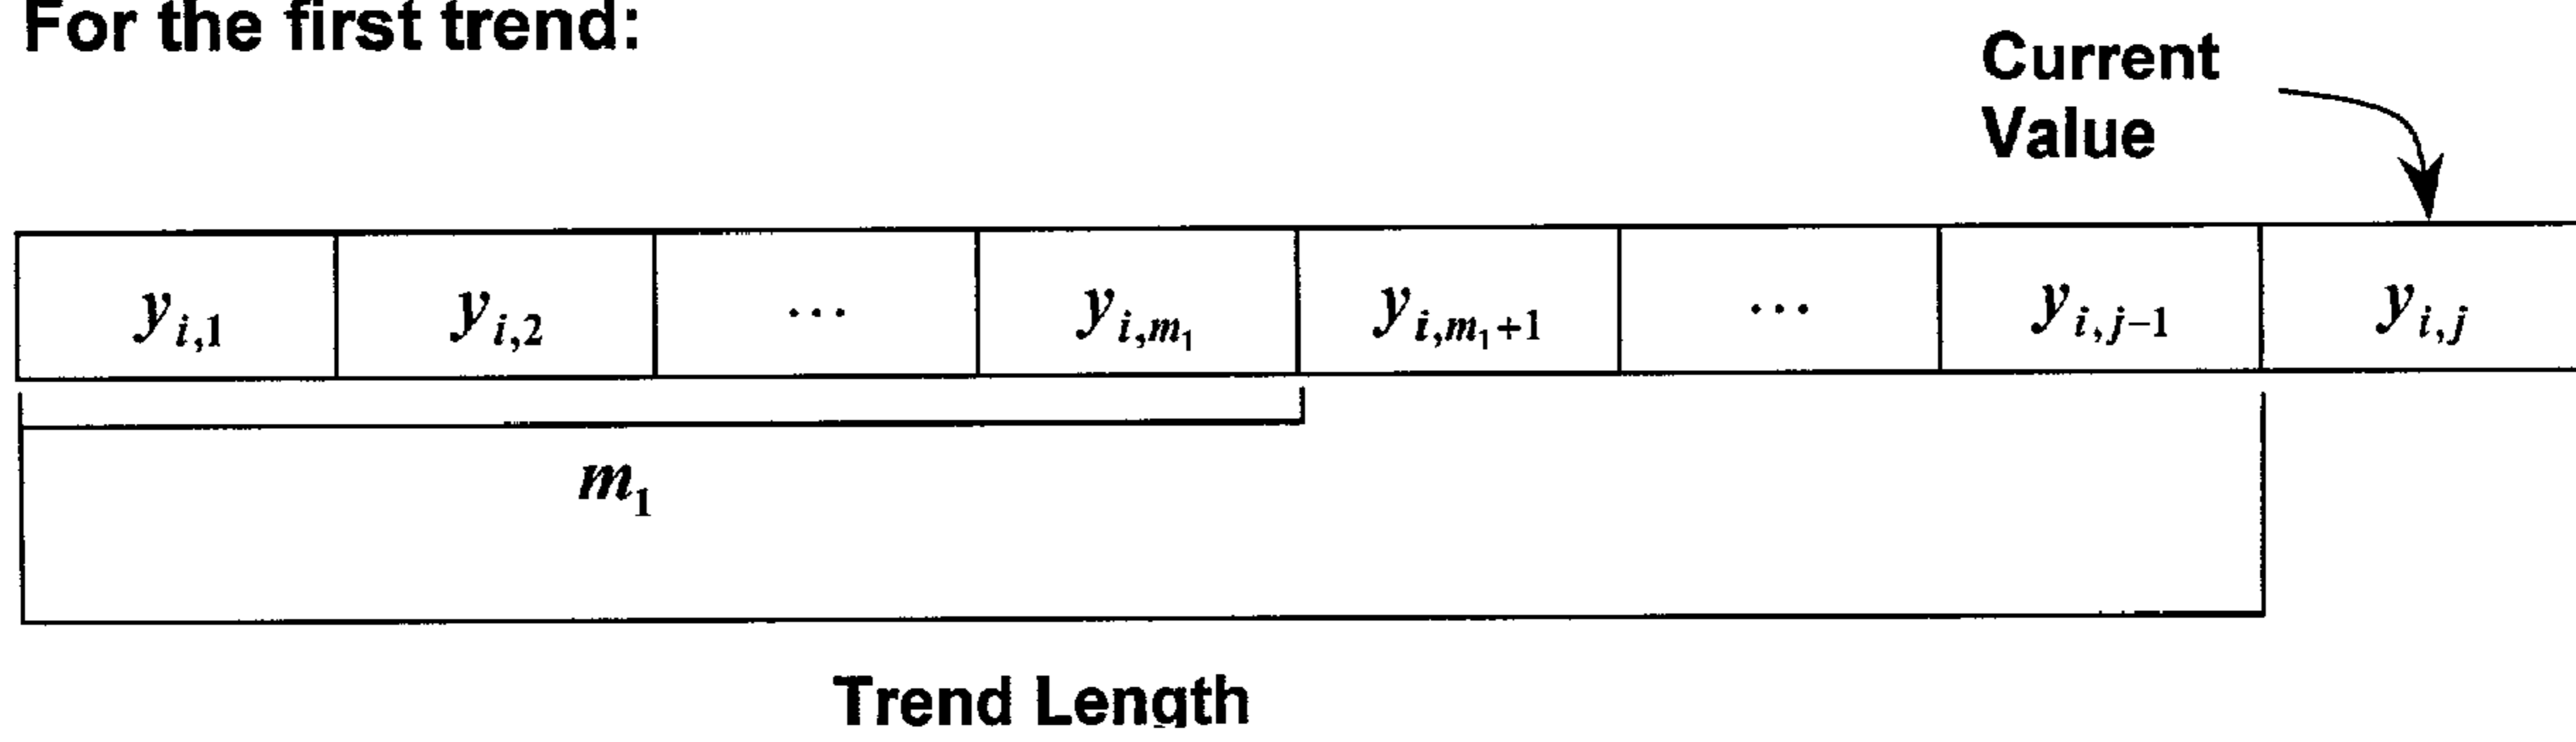 For the first trend:
Current
Value
y_{i,1} y_{i,2} ... y_{i,m_1} y_{i,m_1+1} ... y_{i,j-1} y_{i,j}
m_1
Trend Length